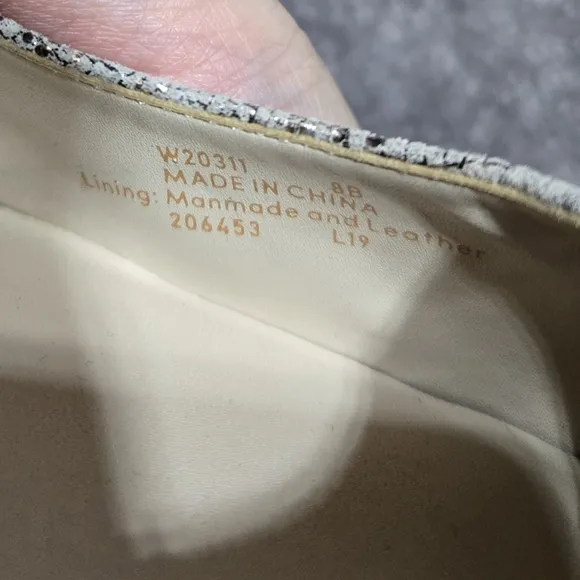 W20311 8B
MADE IN CHINA
Lining: Manmade and Leather
206453 L19